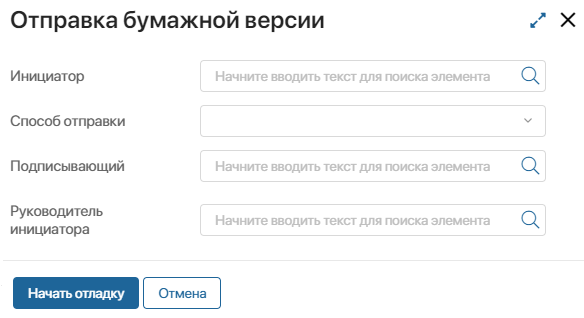 Отправка бумажной версии
Инициатор
Начните вводить текст для поиска элемента
Способ отправки
Подписывающий
Начните вводить текст для поиска элемента
Руководитель
инициатора
Начните вводить текст для поиска элемента
Начать отладку
Отмена